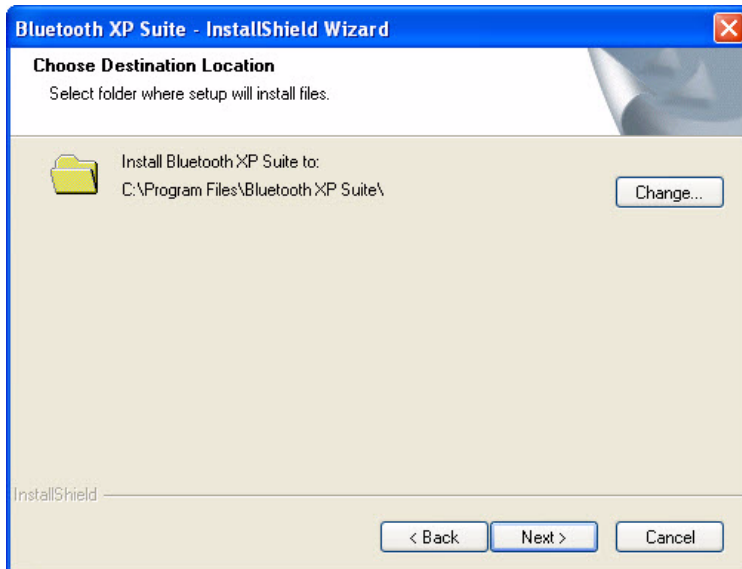 Bluetooth XP Suite - InstallShield Wizard
Choose Destination Location
Select folder where setup will install files.
Install Bluetooth XP Suite to:
C:\Program Files\Bluetooth XP Suite\
Change...
InstallShield
< Back
Next >
Cancel